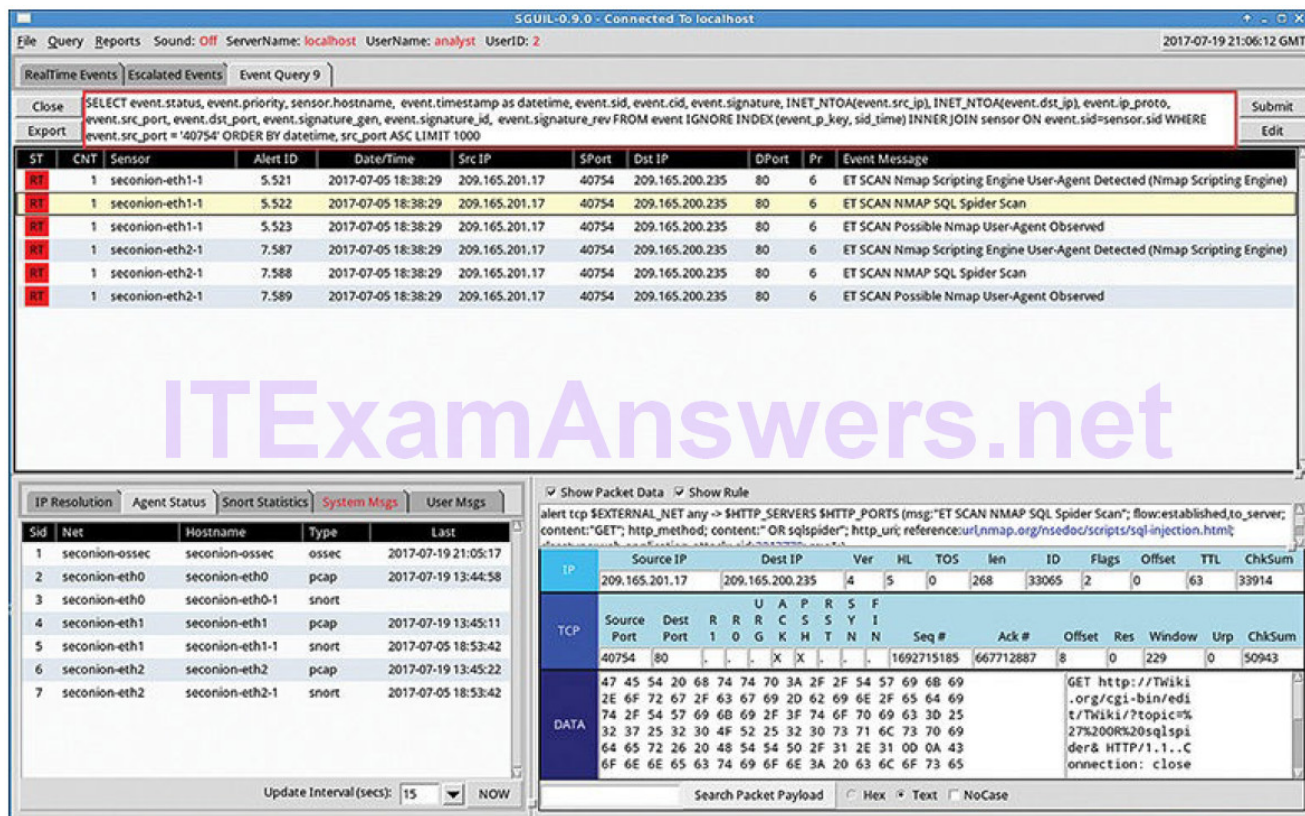 SGUIL-0.9.0 - Connected To localhost
File Query Reports Sound: Off ServerName: localhost UserName: analyst UserID: 2 2017-07-19 21:06:12 GMT
RealTime Events Escalated Events Event Query 9
Close
Export
SELECT event.status, event.priority, sensor.hostname, event.timestamp as datetime, event.sid, event.cid, event.signature, INET_NTOA(event.src_ip), INET_NTOA(event.dst_ip), event.ip_proto,
event.src_port, event.dst_port, event.signature_gen, event.signature_id, event.signature_rev FROM event IGNORE INDEX (event_p_key, sid_time) INNER JOIN sensor ON event.sid=sensor.sid WHERE
event.src_port = '40754' ORDER BY datetime, src_port ASC LIMIT 1000
Submit
Edit
ST CNT Sensor Alert ID Date/Time Src IP SPort Dst IP DPort Pr Event Message
RT 1 seconion-eth1-1 5.521 2017-07-05 18:38:29 209.165.201.17 40754 209.165.200.235 80 6 ET SCAN Nmap Scripting Engine User-Agent Detected (Nmap Scripting Engine)
RT 1 seconion-eth1-1 5.522 2017-07-05 18:38:29 209.165.201.17 40754 209.165.200.235 80 6 ET SCAN NMAP SQL Spider Scan
RT 1 seconion-eth1-1 5.523 2017-07-05 18:38:29 209.165.201.17 40754 209.165.200.235 80 6 ET SCAN Possible Nmap User-Agent Observed
RT 1 seconion-eth2-1 7.587 2017-07-05 18:38:29 209.165.201.17 40754 209.165.200.235 80 6 ET SCAN Nmap Scripting Engine User-Agent Detected (Nmap Scripting Engine)
RT 1 seconion-eth2-1 7.588 2017-07-05 18:38:29 209.165.201.17 40754 209.165.200.235 80 6 ET SCAN NMAP SQL Spider Scan
RT 1 seconion-eth2-1 7.589 2017-07-05 18:38:29 209.165.201.17 40754 209.165.200.235 80 6 ET SCAN Possible Nmap User-Agent Observed
ITExamAnswers.net
IP Resolution Agent Status Snort Statistics System Msgs User Msgs
Sid Net Hostname Type Last
1 seconion-ossec seconion-ossec ossec 2017-07-19 21:05:17
2 seconion-eth0 seconion-eth0 pcap 2017-07-19 13:44:58
3 seconion-eth0 seconion-eth0-1 snort
4 seconion-eth1 seconion-eth1 pcap 2017-07-19 13:45:11
5 seconion-eth1 seconion-eth1-1 snort 2017-07-05 18:53:42
6 seconion-eth2 seconion-eth2 pcap 2017-07-19 13:45:22
7 seconion-eth2 seconion-eth2-1 snort 2017-07-05 18:53:42
Update Interval (secs): 15 NOW
Show Packet Data Show Rule
alert tcp $EXTERNAL_NET any -> $HTTP_SERVERS $HTTP_PORTS (msg:"ET SCAN NMAP SQL Spider Scan"; flow:established,to_server;
content:"GET"; http_method; content:" OR sqlspider"; http_uri; reference:url,nmap.org/nsedoc/scripts/sql-injection.html;
IP
Source IP Dest IP Ver HL TOS len ID Flags Offset TTL ChkSum
209.165.201.17 209.165.200.235 4 5 0 268 33065 2 0 63 33914
TCP
U A P R S F
Source Dest R R R C S S Y I
Port Port 1 0 G K H T N N Seq # Ack # Offset Res Window Urp ChkSum
40754 80 . . . X X . . . 1692715185 667712887 8 0 229 0 50943
DATA
47 45 54 20 68 74 74 70 3A 2F 2F 54 57 69 6B 69 GET http://TWiki
2E 6F 72 67 2F 63 67 69 2D 62 69 6E 2F 65 64 69 .org/cgi-bin/edi
74 2F 54 57 69 6B 69 2F 3F 74 6F 70 69 63 3D 25 t/TWiki/?topic=%
32 37 25 32 30 4F 52 25 32 30 73 71 6C 73 70 69 27%20OR%20sqlspi
64 65 72 26 20 48 54 54 50 2F 31 2E 31 0D 0A 43 der& HTTP/1.1..C
6F 6E 6E 65 63 74 69 6F 6E 3A 20 63 6C 6F 73 65 onnection: close
Search Packet Payload Hex Text NoCase